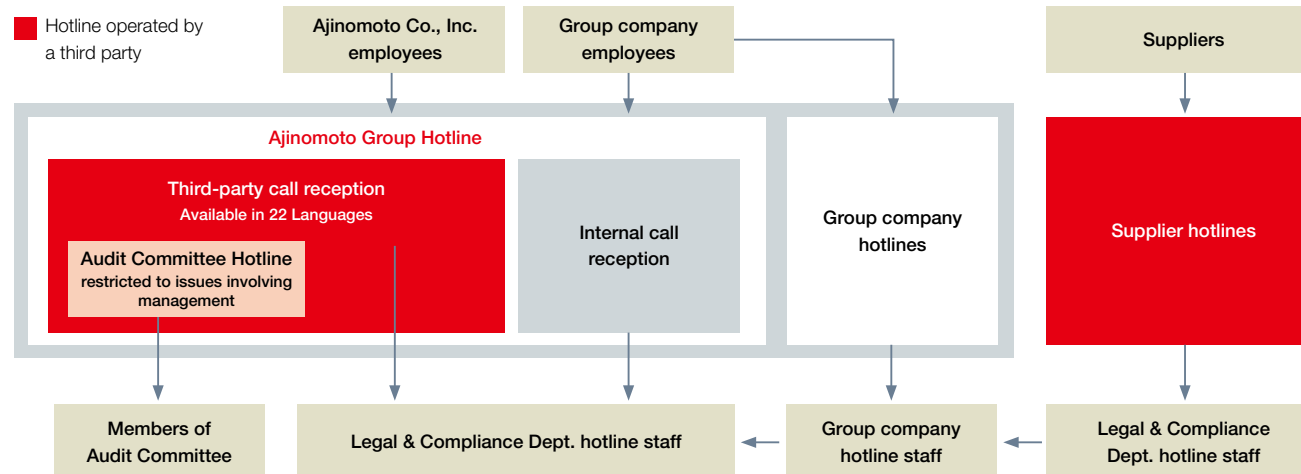 Hotline operated by
a third party
Ajinomoto Co., Inc.
employees
Group company
employees
Suppliers
Ajinomoto Group Hotline
Third-party call reception
Available in 22 Languages
Audit Committee Hotline
restricted to issues involving
management
Internal call
reception
Group company
hotlines
Supplier hotlines
Members of
Audit Committee
Legal & Compliance Dept. hotline staff
Group company
hotline staff
Legal & Compliance
Dept. hotline staff